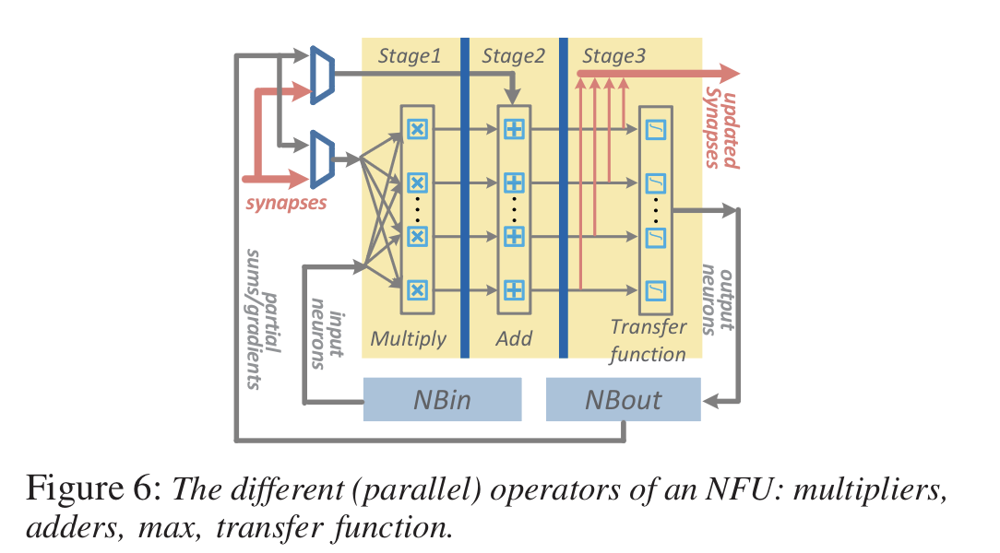 Stage1
Stage2
Stage3
updated
Synapses
synapses
partial
sums/gradients
input
neurons
output
neurons
Multiply
Add
Transfer
function
NBin
NBout
Figure 6: The different (parallel) operators of an NFU: multipliers,
adders, max, transfer function.